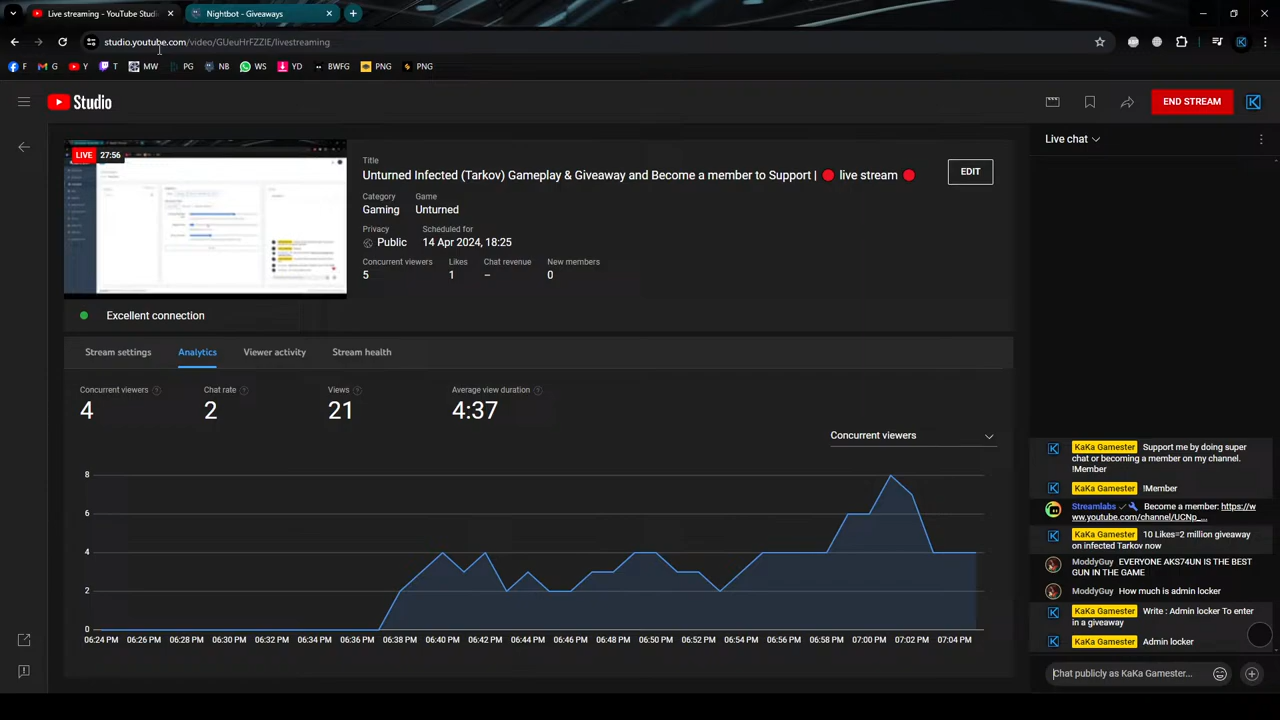 Live streaming - YouTube Studi
Nightbot - Giveaways
studio.youtube.com/video/GUeuHrFZZIE/livestreaming
F
G
Y
T
MW
PG
NB
WS
YD
BWFG
PNG
PNG
Studio
END STREAM
LIVE 27:56
Title
Unturned Infected (Tarkov) Gameplay & Giveaway and Become a member to Support | 🔴 live stream 🔴
EDIT
Category Game
Gaming Unturned
Privacy Scheduled for
Public 14 Apr 2024, 18:25
Concurrent viewers Likes Chat revenue New members
5 1 – 0
Excellent connection
Stream settings Analytics Viewer activity Stream health
Concurrent viewers Chat rate Views Average view duration
4 2 21 4:37
Concurrent viewers
8
6
4
2
0
06:24 PM 06:26 PM 06:28 PM 06:30 PM 06:32 PM 06:34 PM 06:36 PM 06:38 PM 06:40 PM 06:42 PM 06:44 PM 06:46 PM 06:48 PM 06:50 PM 06:52 PM 06:54 PM 06:56 PM 06:58 PM 07:00 PM 07:02 PM 07:04 PM
Live chat
KaKa Gamester Support me by doing super
chat or becoming a member on my channel.
!Member
KaKa Gamester !Member
Streamlabs Become a member: https://w
ww.youtube.com/channel/UCNp_...
KaKa Gamester 10 Likes=2 million giveaway
on infected Tarkov now
ModdyGuy EVERYONE AKS74UN IS THE BEST
GUN IN THE GAME
ModdyGuy How much is admin locker
KaKa Gamester Write : Admin locker To enter
in a giveaway
KaKa Gamester Admin locker
Chat publicly as KaKa Gamester...